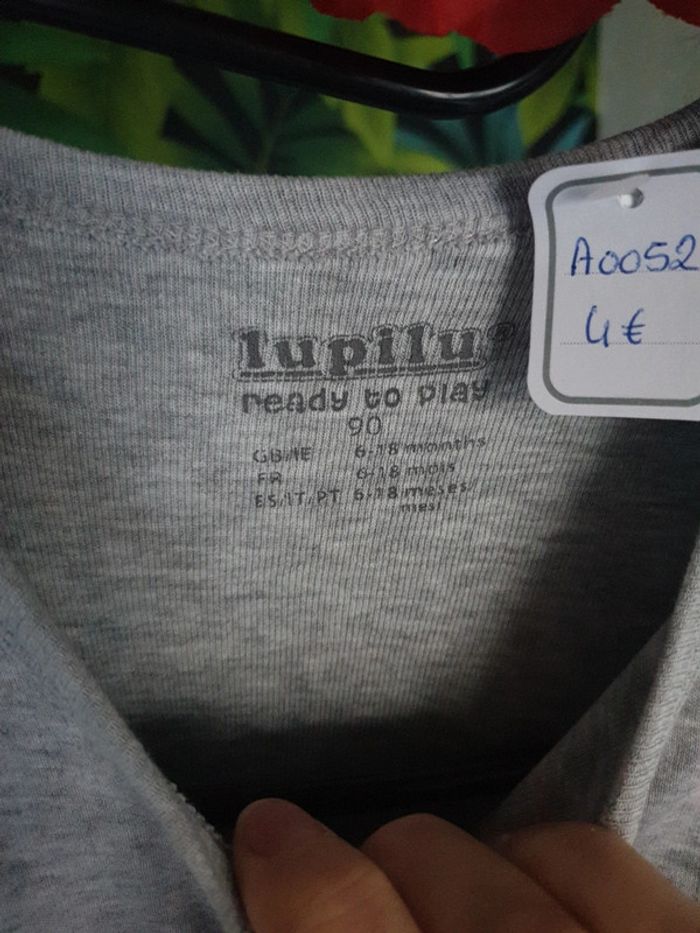 lupilu®
ready to play
90
GB/IE 6-18 months
FR 6-18 mois
ES/IT/PT 6-18 meses
mesi
A0052
4€